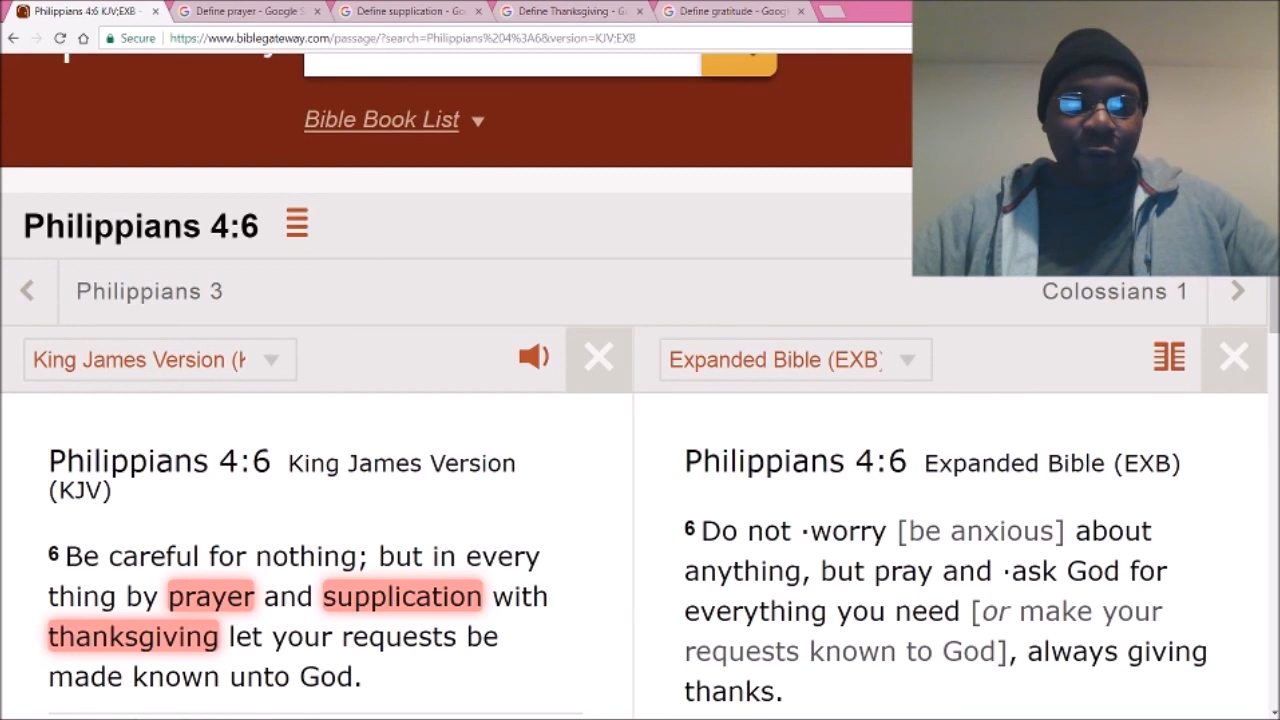 Philippians 4:6 KJV;EXB -
Define prayer - Google S
Define supplication - Go
Define Thanksgiving - G
Define gratitude - Goog
Secure
https://www.biblegateway.com/passage/?search=Philippians%204%3A6&version=KJV;EXB
Bible Book List
Philippians 4:6
Philippians 3
Colossians 1
King James Version (K
Expanded Bible (EXB)
Philippians 4:6 King James Version
(KJV)
6 Be careful for nothing; but in every
thing by prayer and supplication with
thanksgiving let your requests be
made known unto God.
Philippians 4:6 Expanded Bible (EXB)
6 Do not ·worry [be anxious] about
anything, but pray and ·ask God for
everything you need [or make your
requests known to God], always giving
thanks.